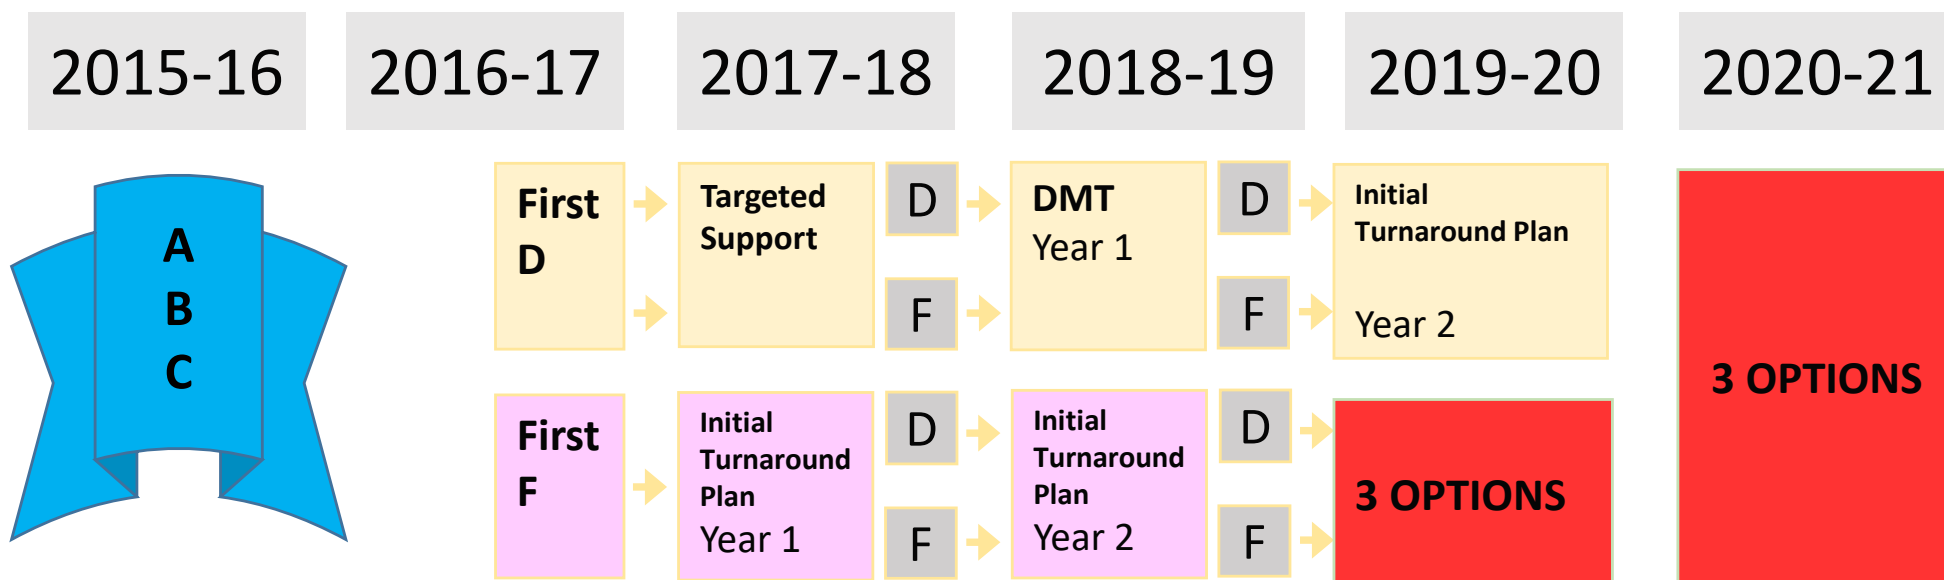 2015-16
2016-17
2017-18
2018-19
2019-20
2020-21
A
B
C
First
D
Targeted
Support
D
F
DMT
Year 1
D
F
Initial
Turnaround Plan
Year 2
First
F
Initial
Turnaround
Plan
Year 1
D
F
Initial
Turnaround
Plan
Year 2
D
F
3 OPTIONS
3 OPTIONS